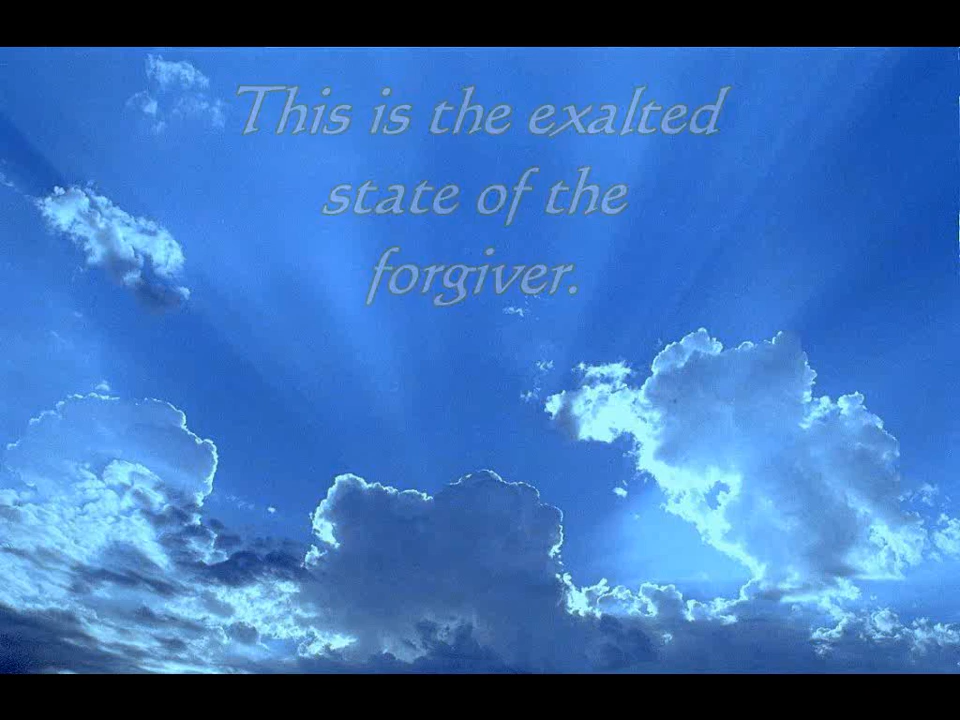 This is the exalted
state of the
forgiver.